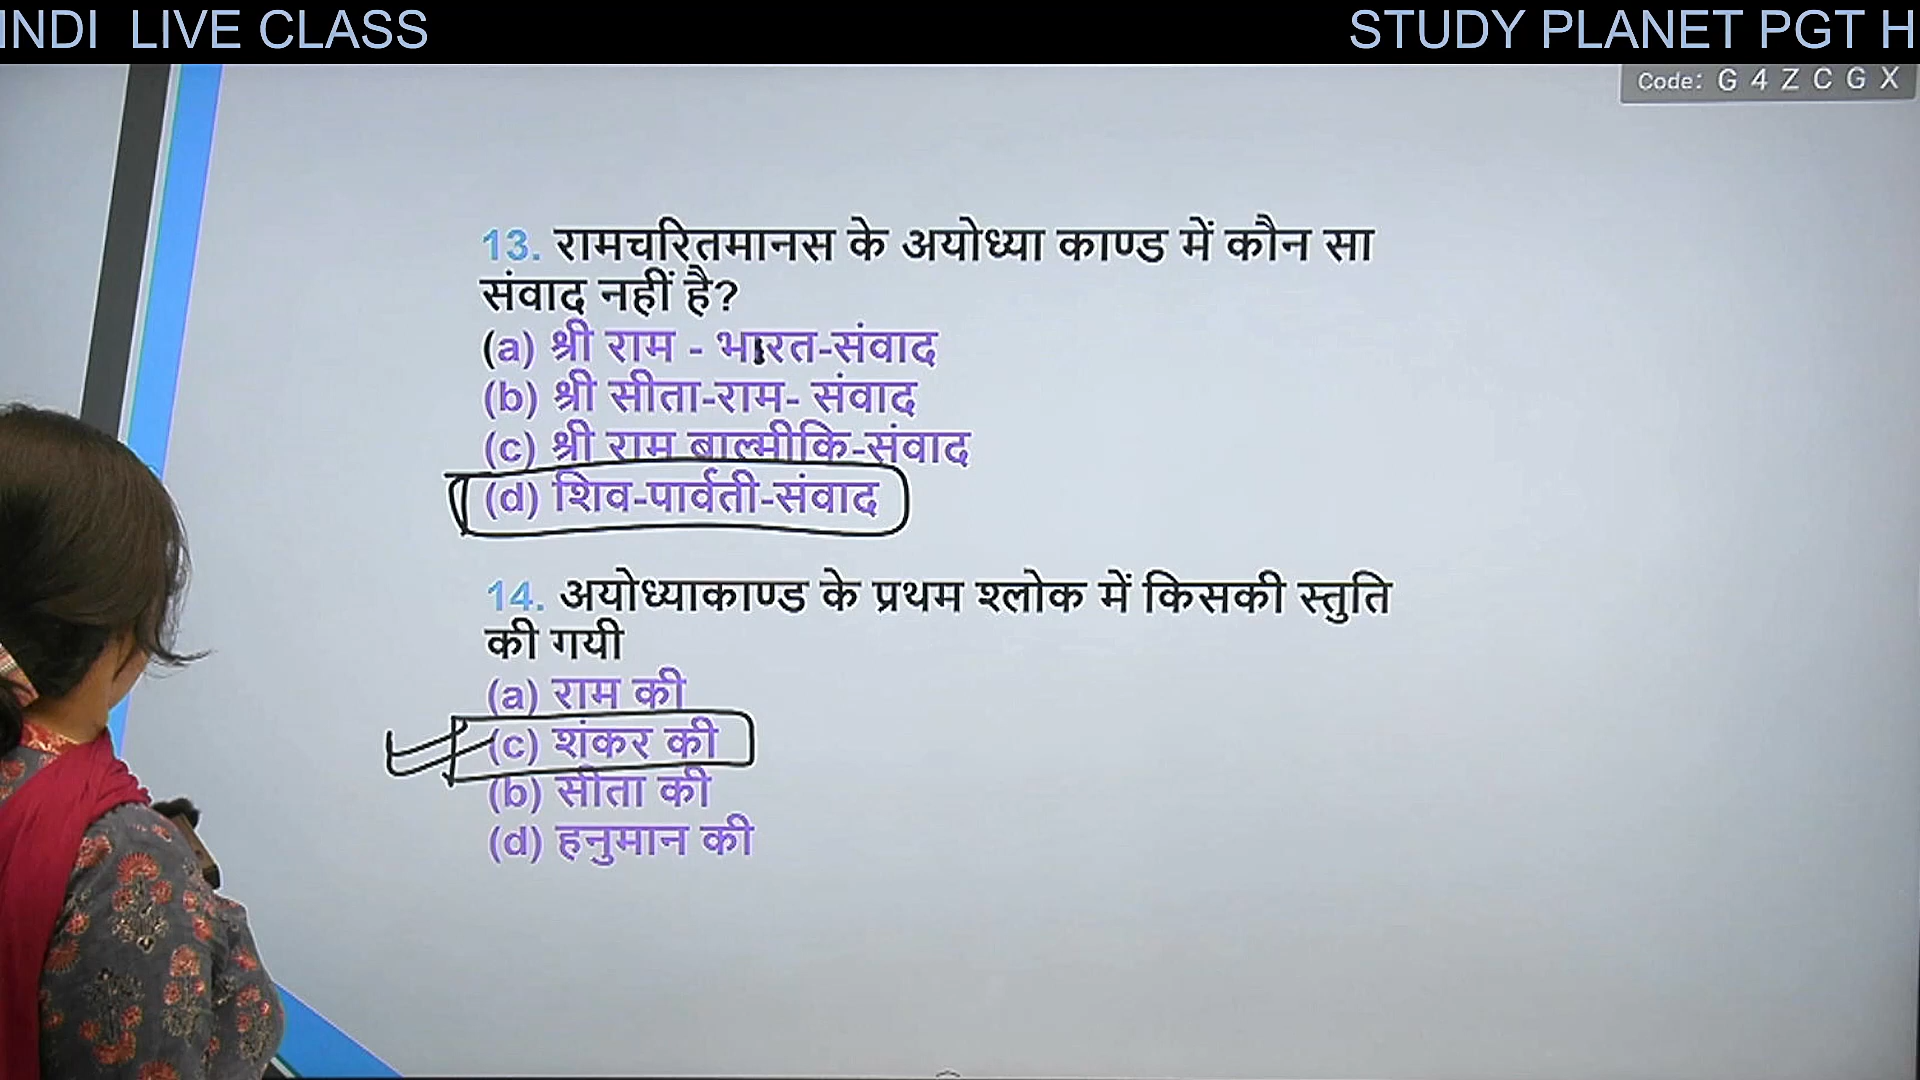 INDI LIVE CLASS STUDY PLANET PGT H
Code: G 4 Z C G X
13. रामचरितमानस के अयोध्या काण्ड में कौन सा
संवाद नहीं है?
(a) श्री राम - भारत-संवाद
(b) श्री सीता-राम- संवाद
(c) श्री राम बाल्मीकि-संवाद
(d) शिव-पार्वती-संवाद
14. अयोध्याकाण्ड के प्रथम श्लोक में किसकी स्तुति
की गयी
(a) राम की
(c) शंकर की
(b) सीता की
(d) हनुमान की